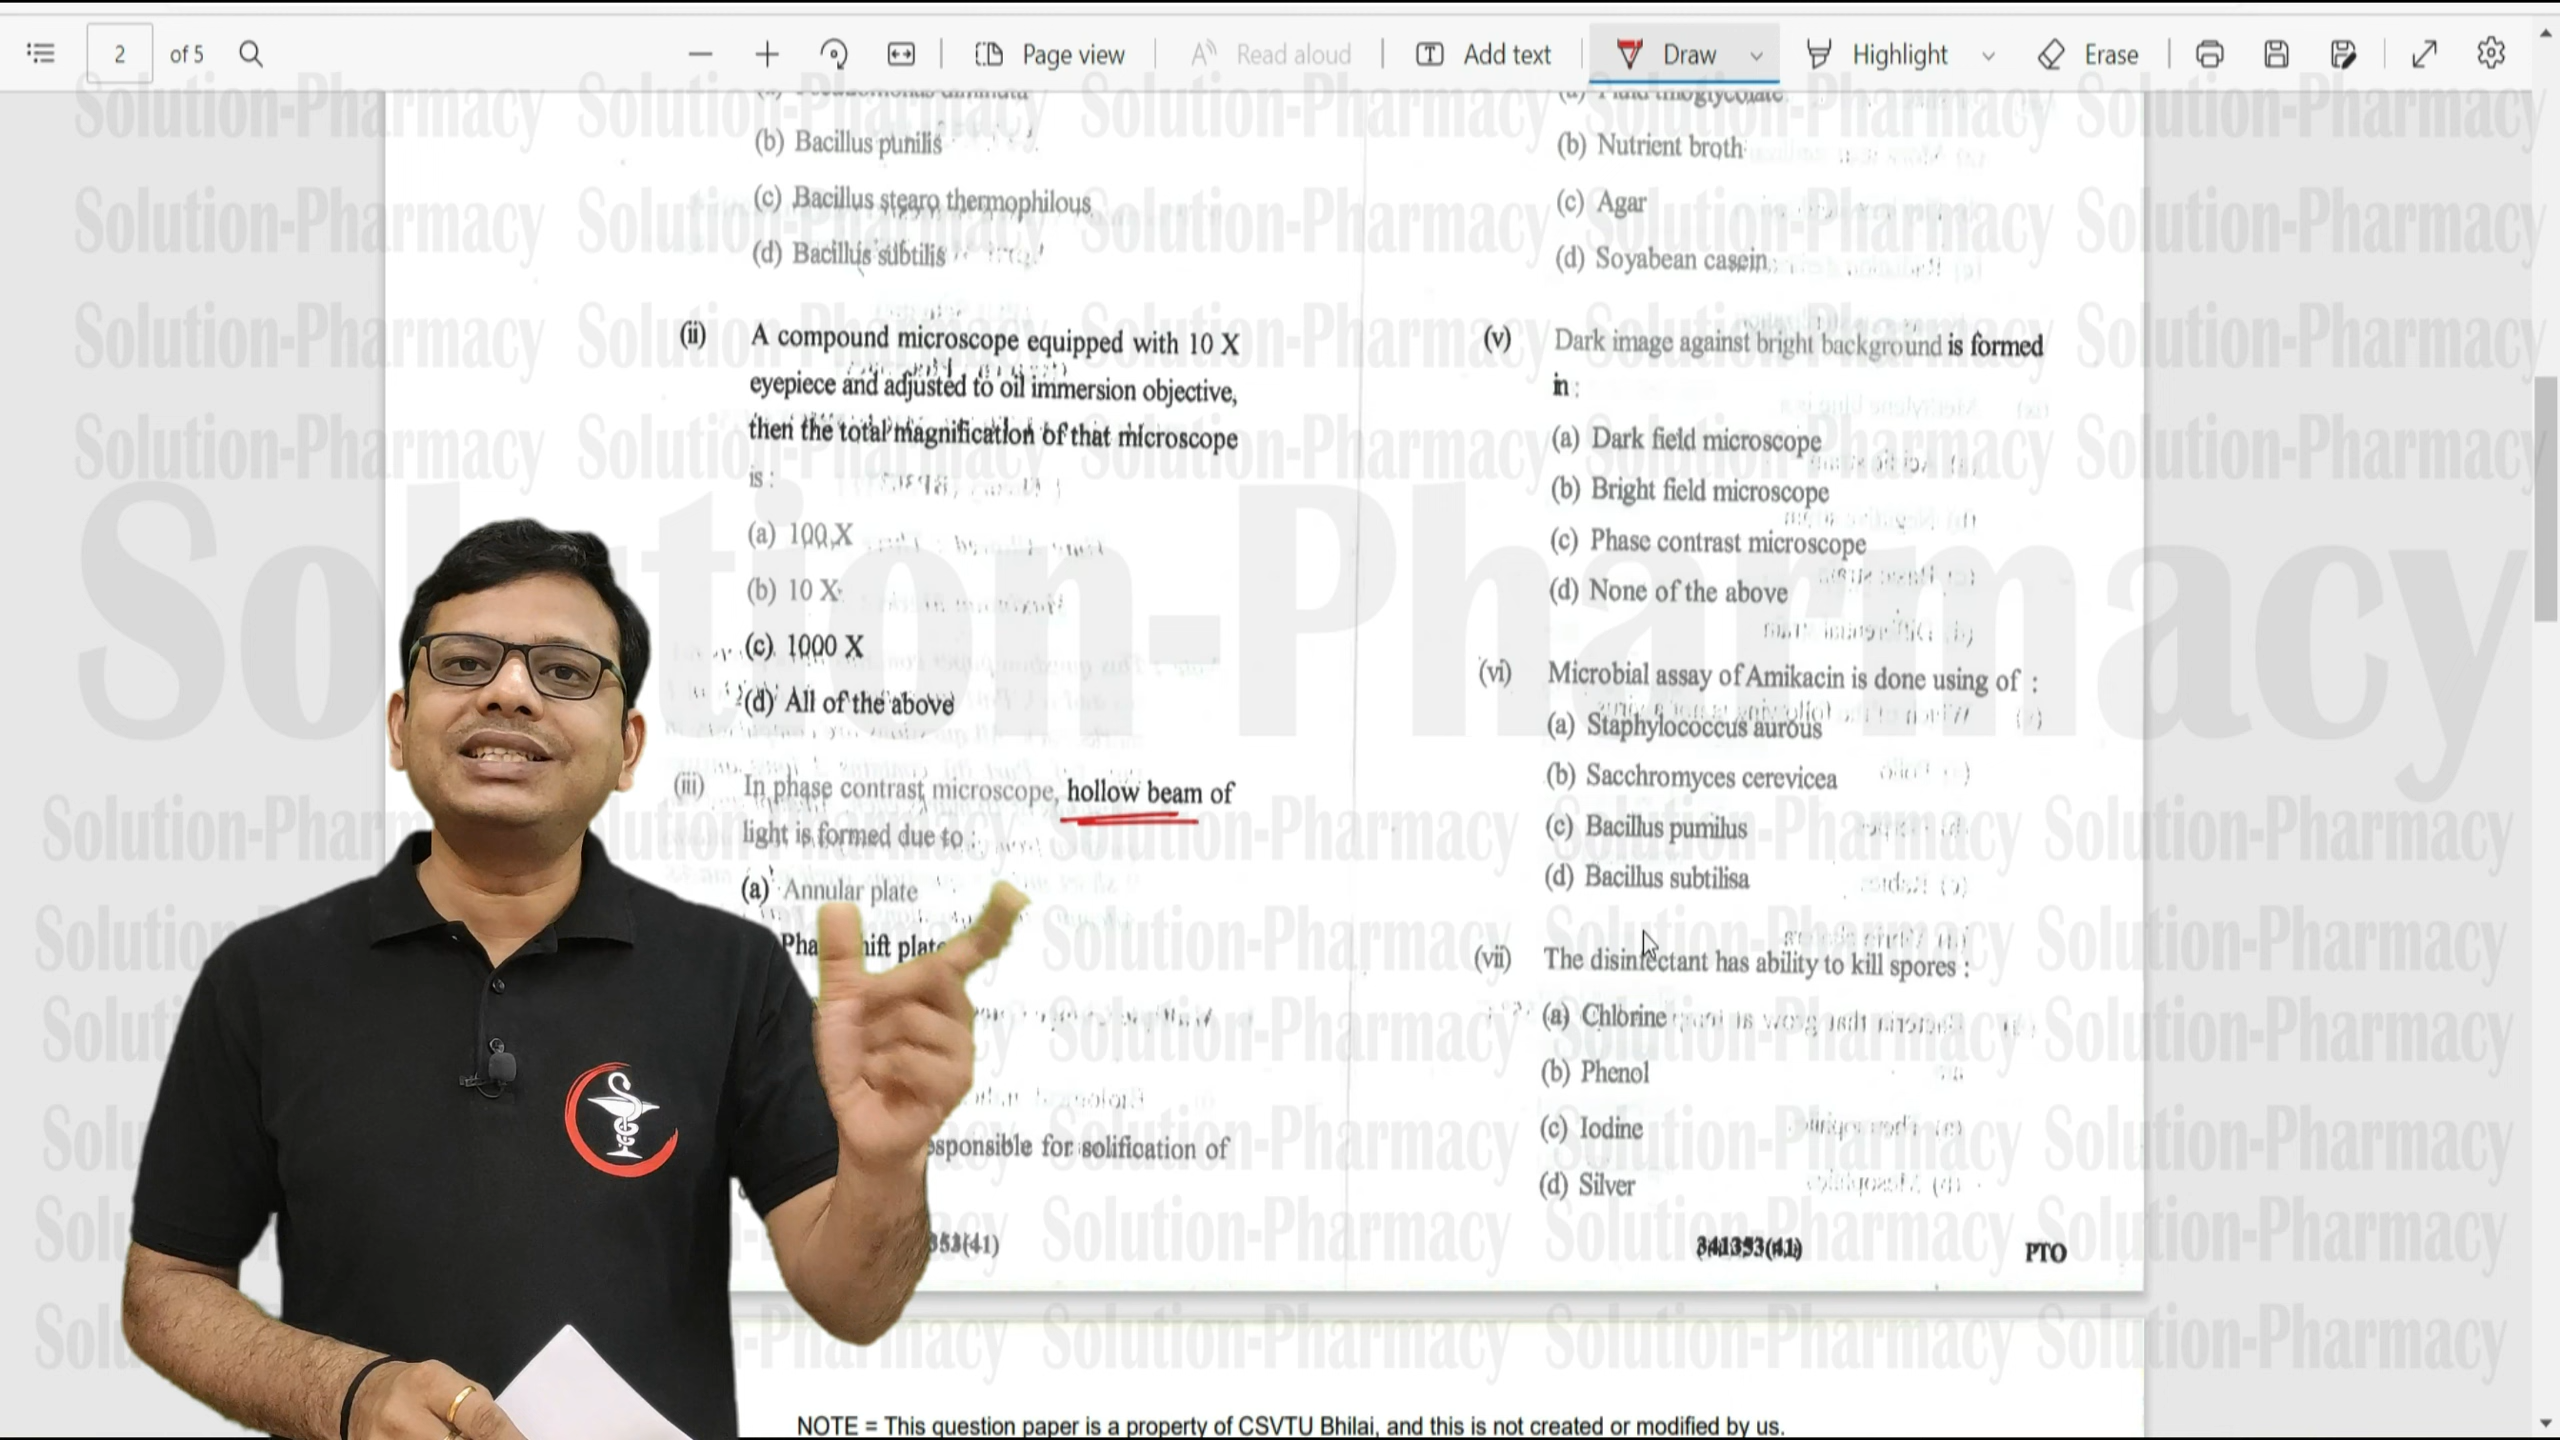 2 of 5 Page view Read aloud Add text Draw Highlight Erase
(b) Bacillus punilis
(c) Bacillus stearo thermophilous
(d) Bacillus subtilis
(ii) A compound microscope equipped with 10 X
eyepiece and adjusted to oil immersion objective,
then the total magnification of that microscope
is :
(a) 100 X
(b) 10 X
(c) 1000 X
(d) All of the above
(iii) In phase contrast microscope, hollow beam of
light is formed due to :
(a) Annular plate
responsible for solification of
353(41)
(b) Nutrient broth
(c) Agar
(d) Soyabean casein
(v) Dark image against bright background is formed
in :
(a) Dark field microscope
(b) Bright field microscope
(c) Phase contrast microscope
(d) None of the above
(vi) Microbial assay of Amikacin is done using of :
(a) Staphylococcus aurous
(b) Sacchromyces cerevicea
(c) Bacillus pumilus
(d) Bacillus subtilisa
(vii) The disinfectant has ability to kill spores :
(a) Chlorine
(b) Phenol
(c) Iodine
(d) Silver
341353(41) PTO
NOTE = This question paper is a property of CSVTU Bhilai, and this is not created or modified by us.
Solution-Pharmacy